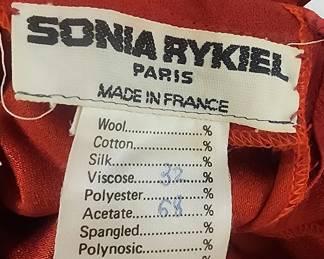 SONIA RYKIEL
PARIS
MADE IN FRANCE
Wool..................%
Cotton................%
Silk..................%
Viscose.....32........%
Polyester.............%
Acetate.....68........%
Spangled..............%
Polynosic.............%
%